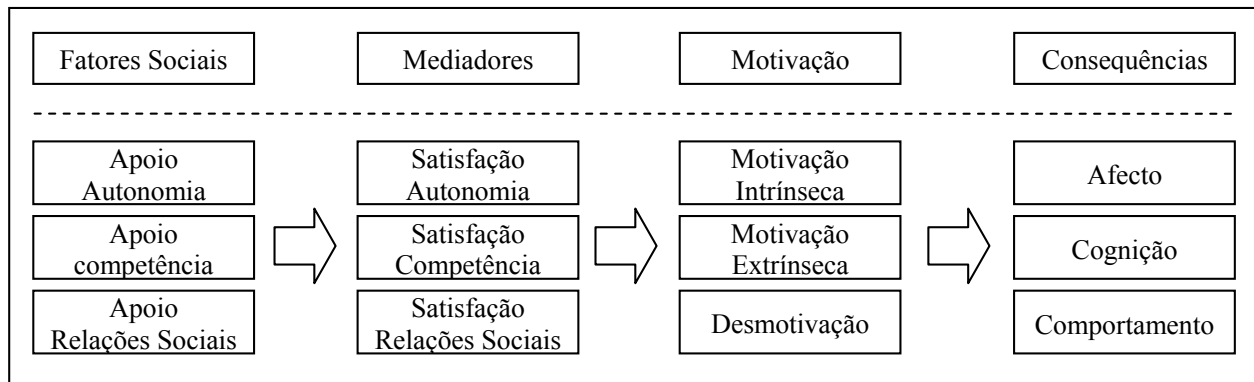 Fatores Sociais
Mediadores
Motivação
Consequências
Apoio
Autonomia
Satisfação
Autonomia
Motivação
Intrínseca
Afecto
Apoio
competência
Satisfação
Competência
Motivação
Extrínseca
Cognição
Apoio
Relações Sociais
Satisfação
Relações Sociais
Desmotivação
Comportamento